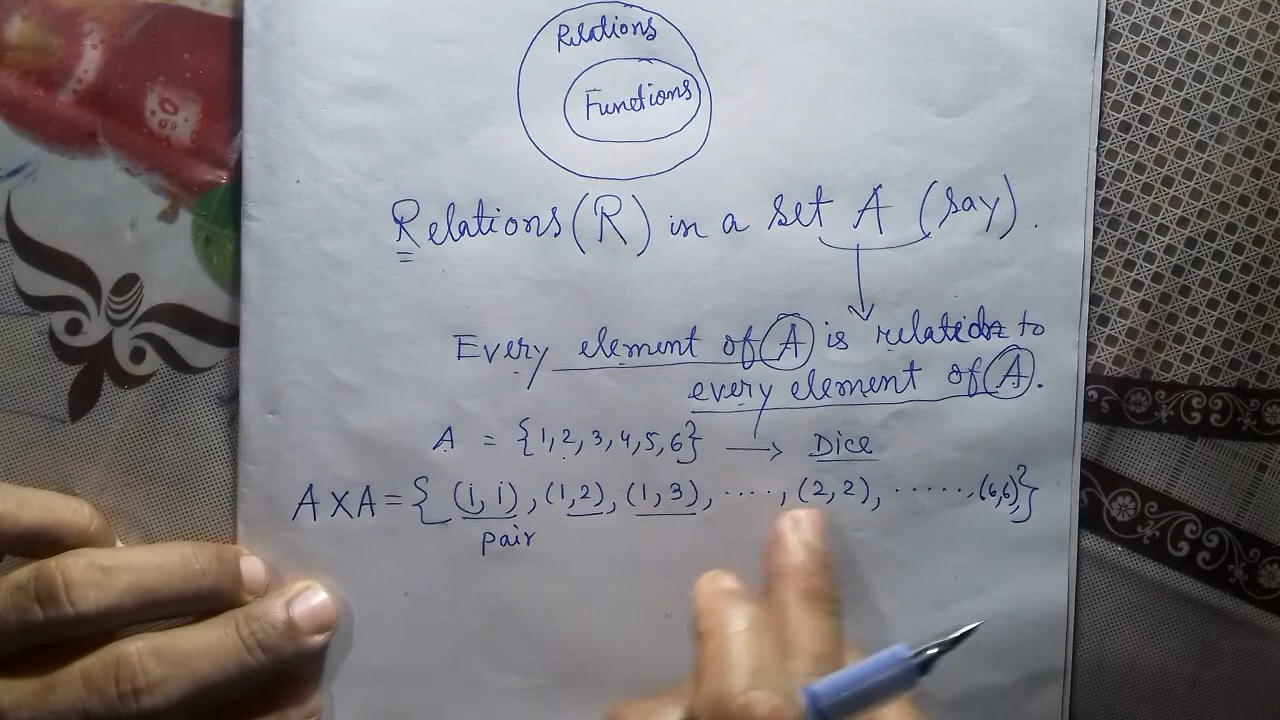 Relations
Functions
Relations (R) in a set A (say).
Every element of A is related to
every element of A.
A = {1,2,3,4,5,6} → Dice
A X A = { (1,1), (1,2), (1,3), ...., (2,2), ......, (6,6)}
pair